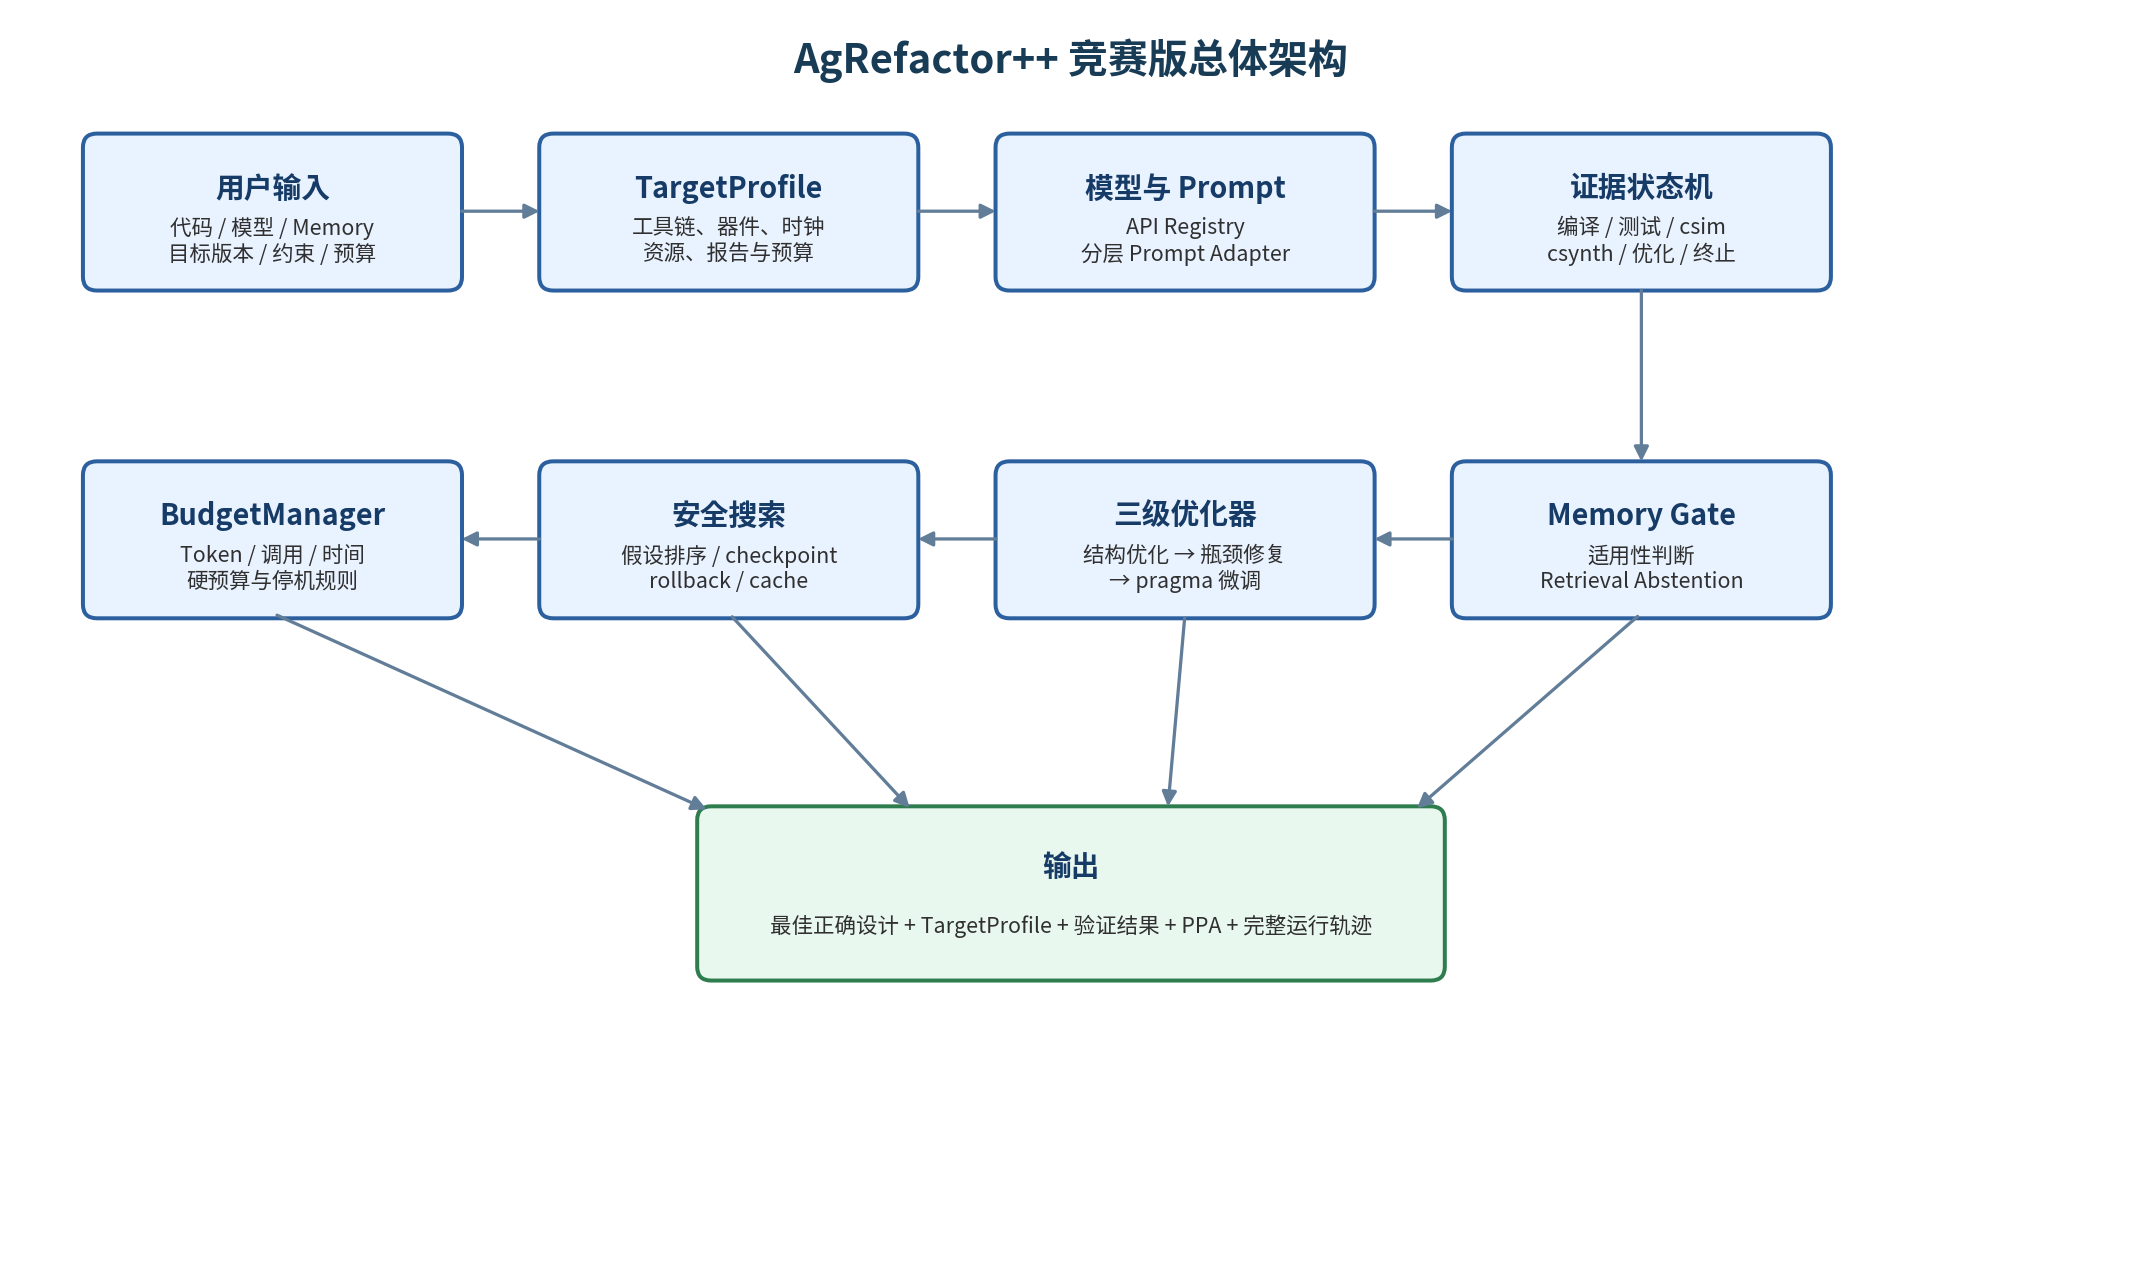 AgRefactor++ 竞赛版总体架构
用户输入
代码 / 模型 / Memory
目标版本 / 约束 / 预算
TargetProfile
工具链、器件、时钟
资源、报告与预算
模型与 Prompt
API Registry
分层 Prompt Adapter
证据状态机
编译 / 测试 / csim
csynth / 优化 / 终止
BudgetManager
Token / 调用 / 时间
硬预算与停机规则
安全搜索
假设排序 / checkpoint
rollback / cache
三级优化器
结构优化 → 瓶颈修复
→ pragma 微调
Memory Gate
适用性判断
Retrieval Abstention
输出
最佳正确设计 + TargetProfile + 验证结果 + PPA + 完整运行轨迹